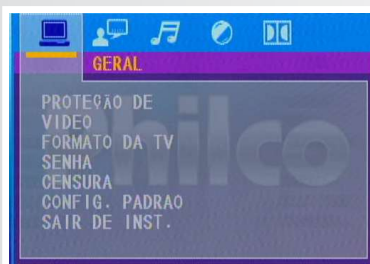 GERAL
PROTEÇÃO DE
VIDEO
FORMATO DA TV
SENHA
CENSURA
CONFIG. PADRAO
SAIR DE INST.
Philco